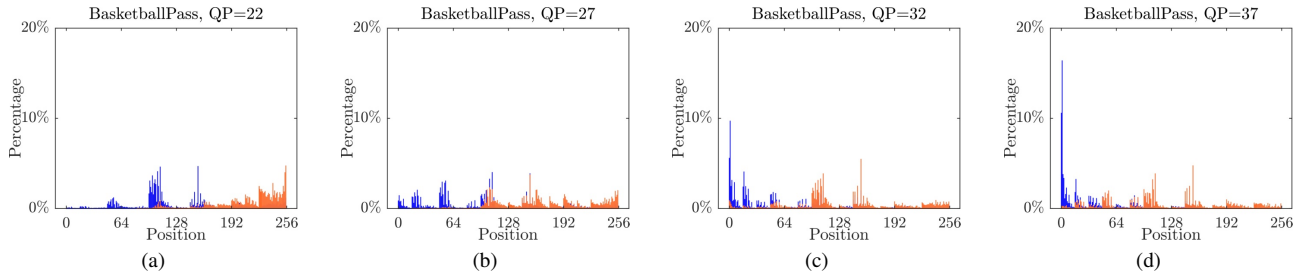 BasketballPass, QP=22
20%
10%
0%
Percentage
0 64 128 192 256
Position
(a)
BasketballPass, QP=27
20%
10%
0%
Percentage
0 64 128 192 256
Position
(b)
BasketballPass, QP=32
20%
10%
0%
Percentage
0 64 128 192 256
Position
(c)
BasketballPass, QP=37
20%
10%
0%
Percentage
0 64 128 192 256
Position
(d)